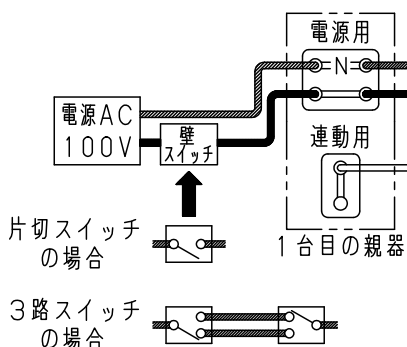 電源用
N
電源AC
100V
壁
スイッチ
連動用
片切スイッチ
の場合
1台目の親器
3路スイッチ
の場合